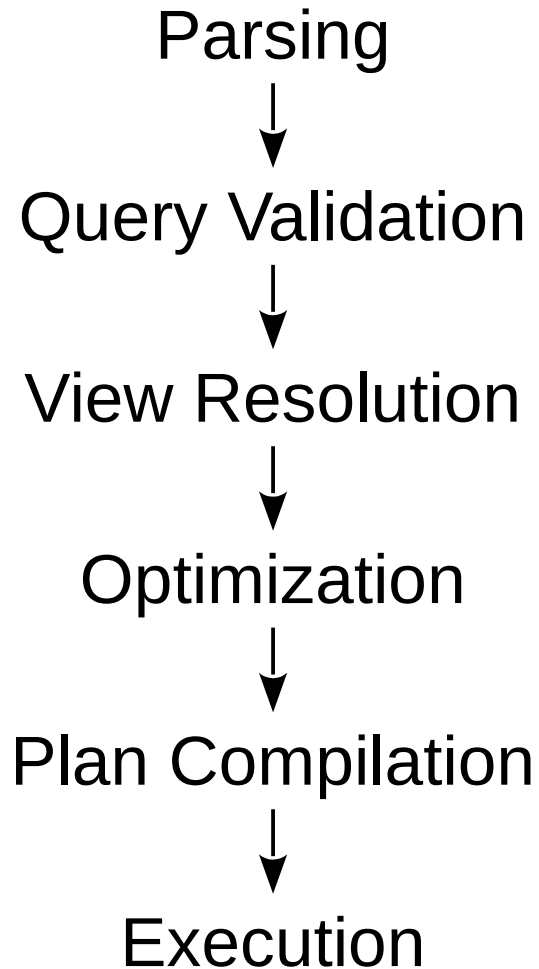 Parsing
Query Validation
View Resolution
Optimization
Plan Compilation
Execution